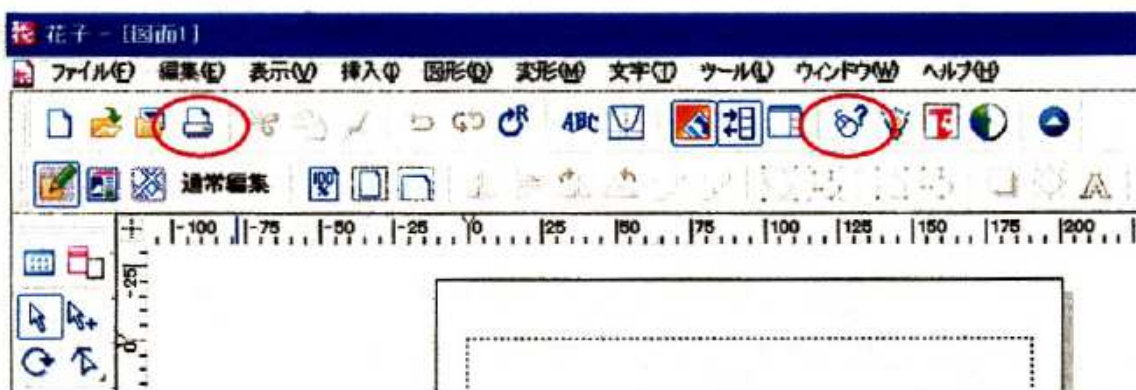 花子 - [図面1]
ファイル(F) 編集(E) 表示(V) 挿入(I) 図形(O) 変形(M) 文字(T) ツール(L) ウィンドウ(W) ヘルプ(H)
R ABC ?
通常編集 100% A
-100 -75 -50 -25 0 25 50 75 100 125 150 175 200
-25
0